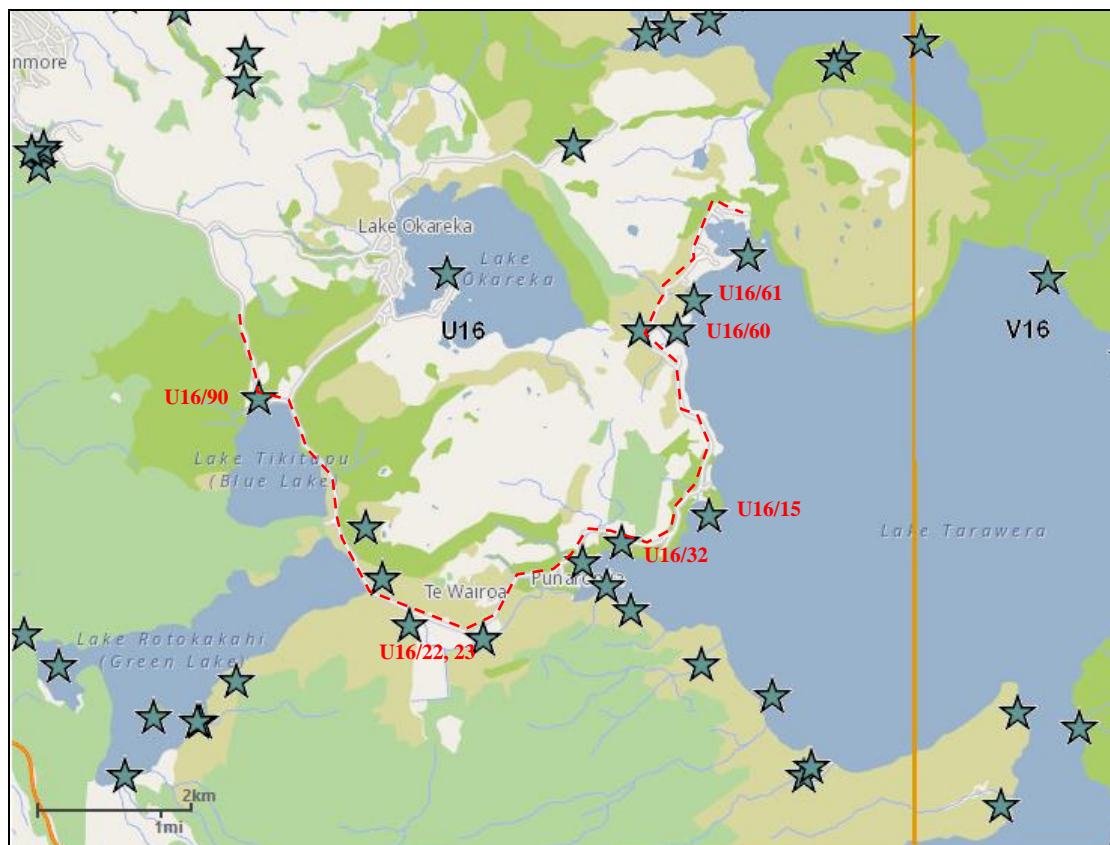 nmore
Lake Okareka
Lake
Okareka
U16/61
U16
U16/60
V16
U16/90
Lake Tikitapu
(Blue Lake)
U16/15
Lake Tarawera
U16/32
Te Wairoa
Lake Rotokakahi
(Green Lake)
U16/22, 23
2km
1mi